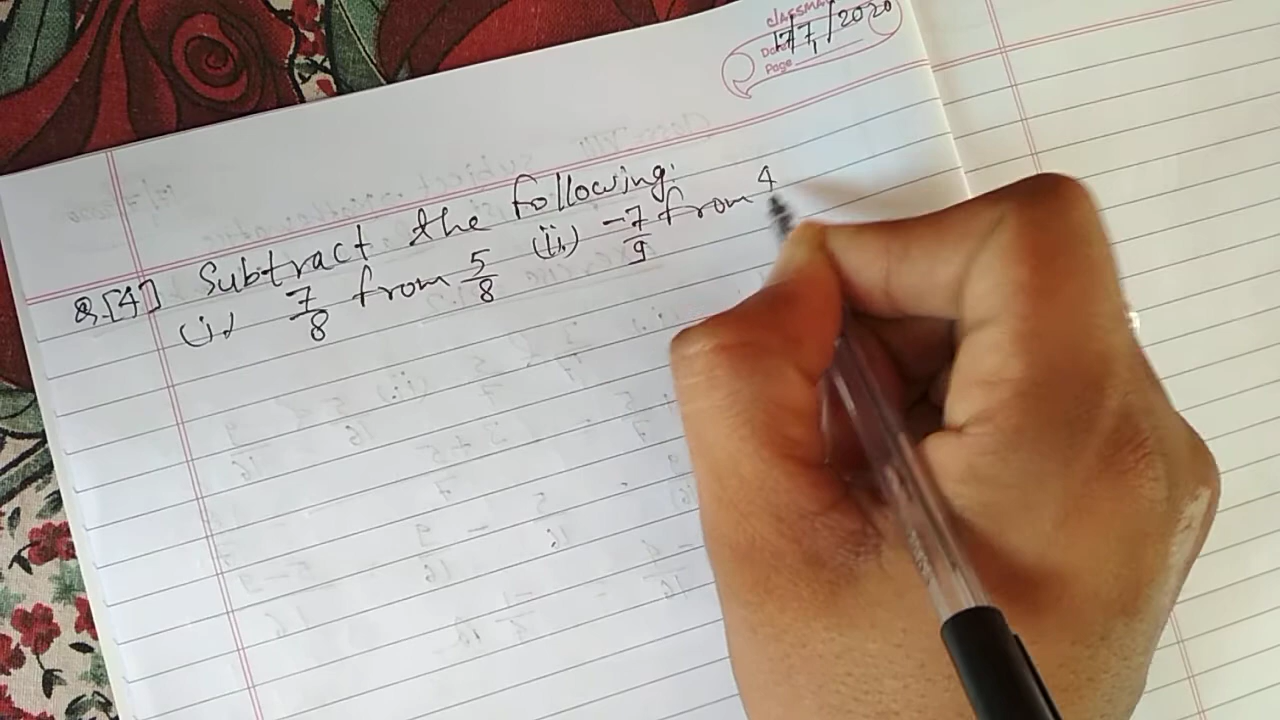 classmate
Date 17/7/2020
Page
Q.[4] Subtract the following:
(i) 7/8 from 5/8 (ii) -7/9 from 4